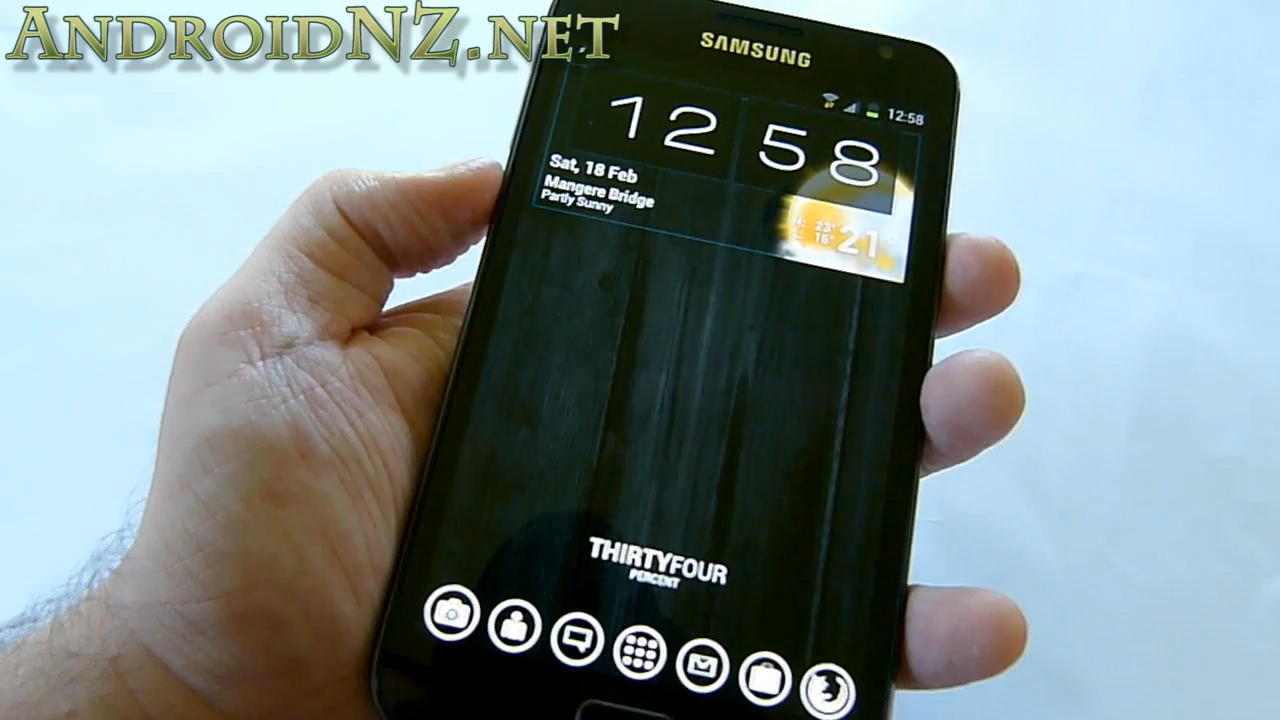 ANDROIDNZ.NET
SAMSUNG
12:58
12 58
Sat, 18 Feb
Mangere Bridge
Partly Sunny
H: 23°
L: 16°
21°
THIRTYFOUR
PERCENT